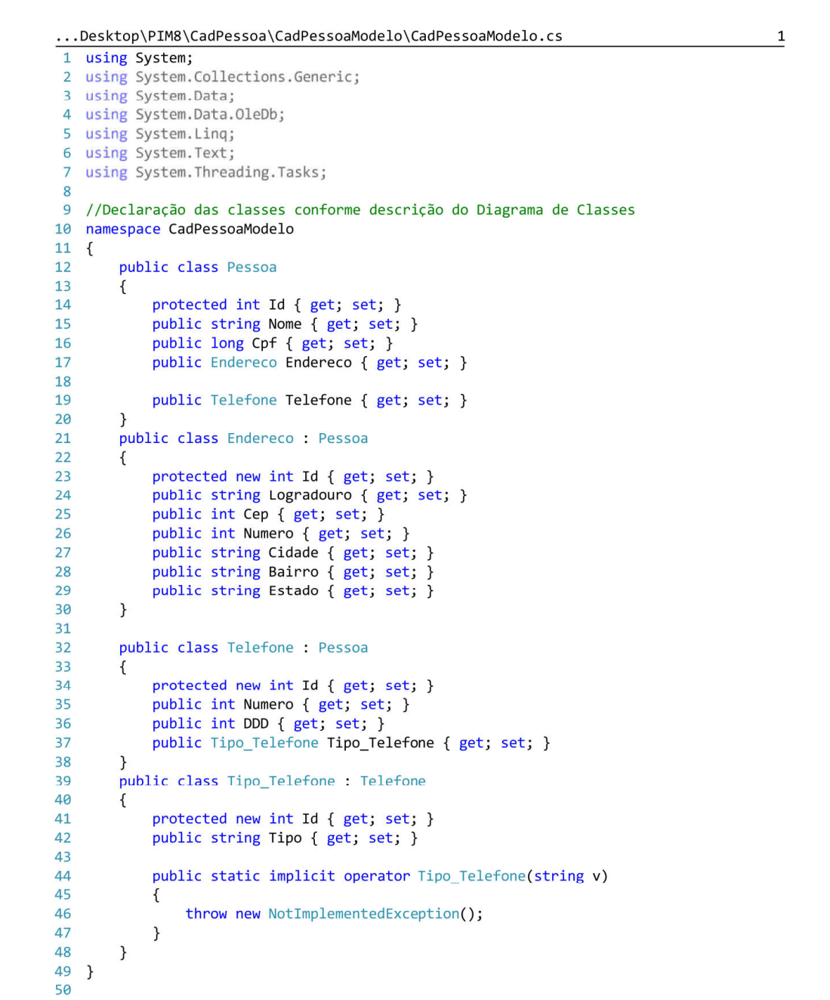 ...Desktop\PIM8\CadPessoa\CadPessoaModelo\CadPessoaModelo.cs 1
1 using System;
2 using System.Collections.Generic;
3 using System.Data;
4 using System.Data.OleDb;
5 using System.Linq;
6 using System.Text;
7 using System.Threading.Tasks;
8
9 //Declaração das classes conforme descrição do Diagrama de Classes
10 namespace CadPessoaModelo
11 {
12     public class Pessoa
13     {
14         protected int Id { get; set; }
15         public string Nome { get; set; }
16         public long Cpf { get; set; }
17         public Endereco Endereco { get; set; }
18
19         public Telefone Telefone { get; set; }
20     }
21     public class Endereco : Pessoa
22     {
23         protected new int Id { get; set; }
24         public string Logradouro { get; set; }
25         public int Cep { get; set; }
26         public int Numero { get; set; }
27         public string Cidade { get; set; }
28         public string Bairro { get; set; }
29         public string Estado { get; set; }
30     }
31
32     public class Telefone : Pessoa
33     {
34         protected new int Id { get; set; }
35         public int Numero { get; set; }
36         public int DDD { get; set; }
37         public Tipo_Telefone Tipo_Telefone { get; set; }
38     }
39     public class Tipo_Telefone : Telefone
40     {
41         protected new int Id { get; set; }
42         public string Tipo { get; set; }
43
44         public static implicit operator Tipo_Telefone(string v)
45         {
46             throw new NotImplementedException();
47         }
48     }
49 }
50